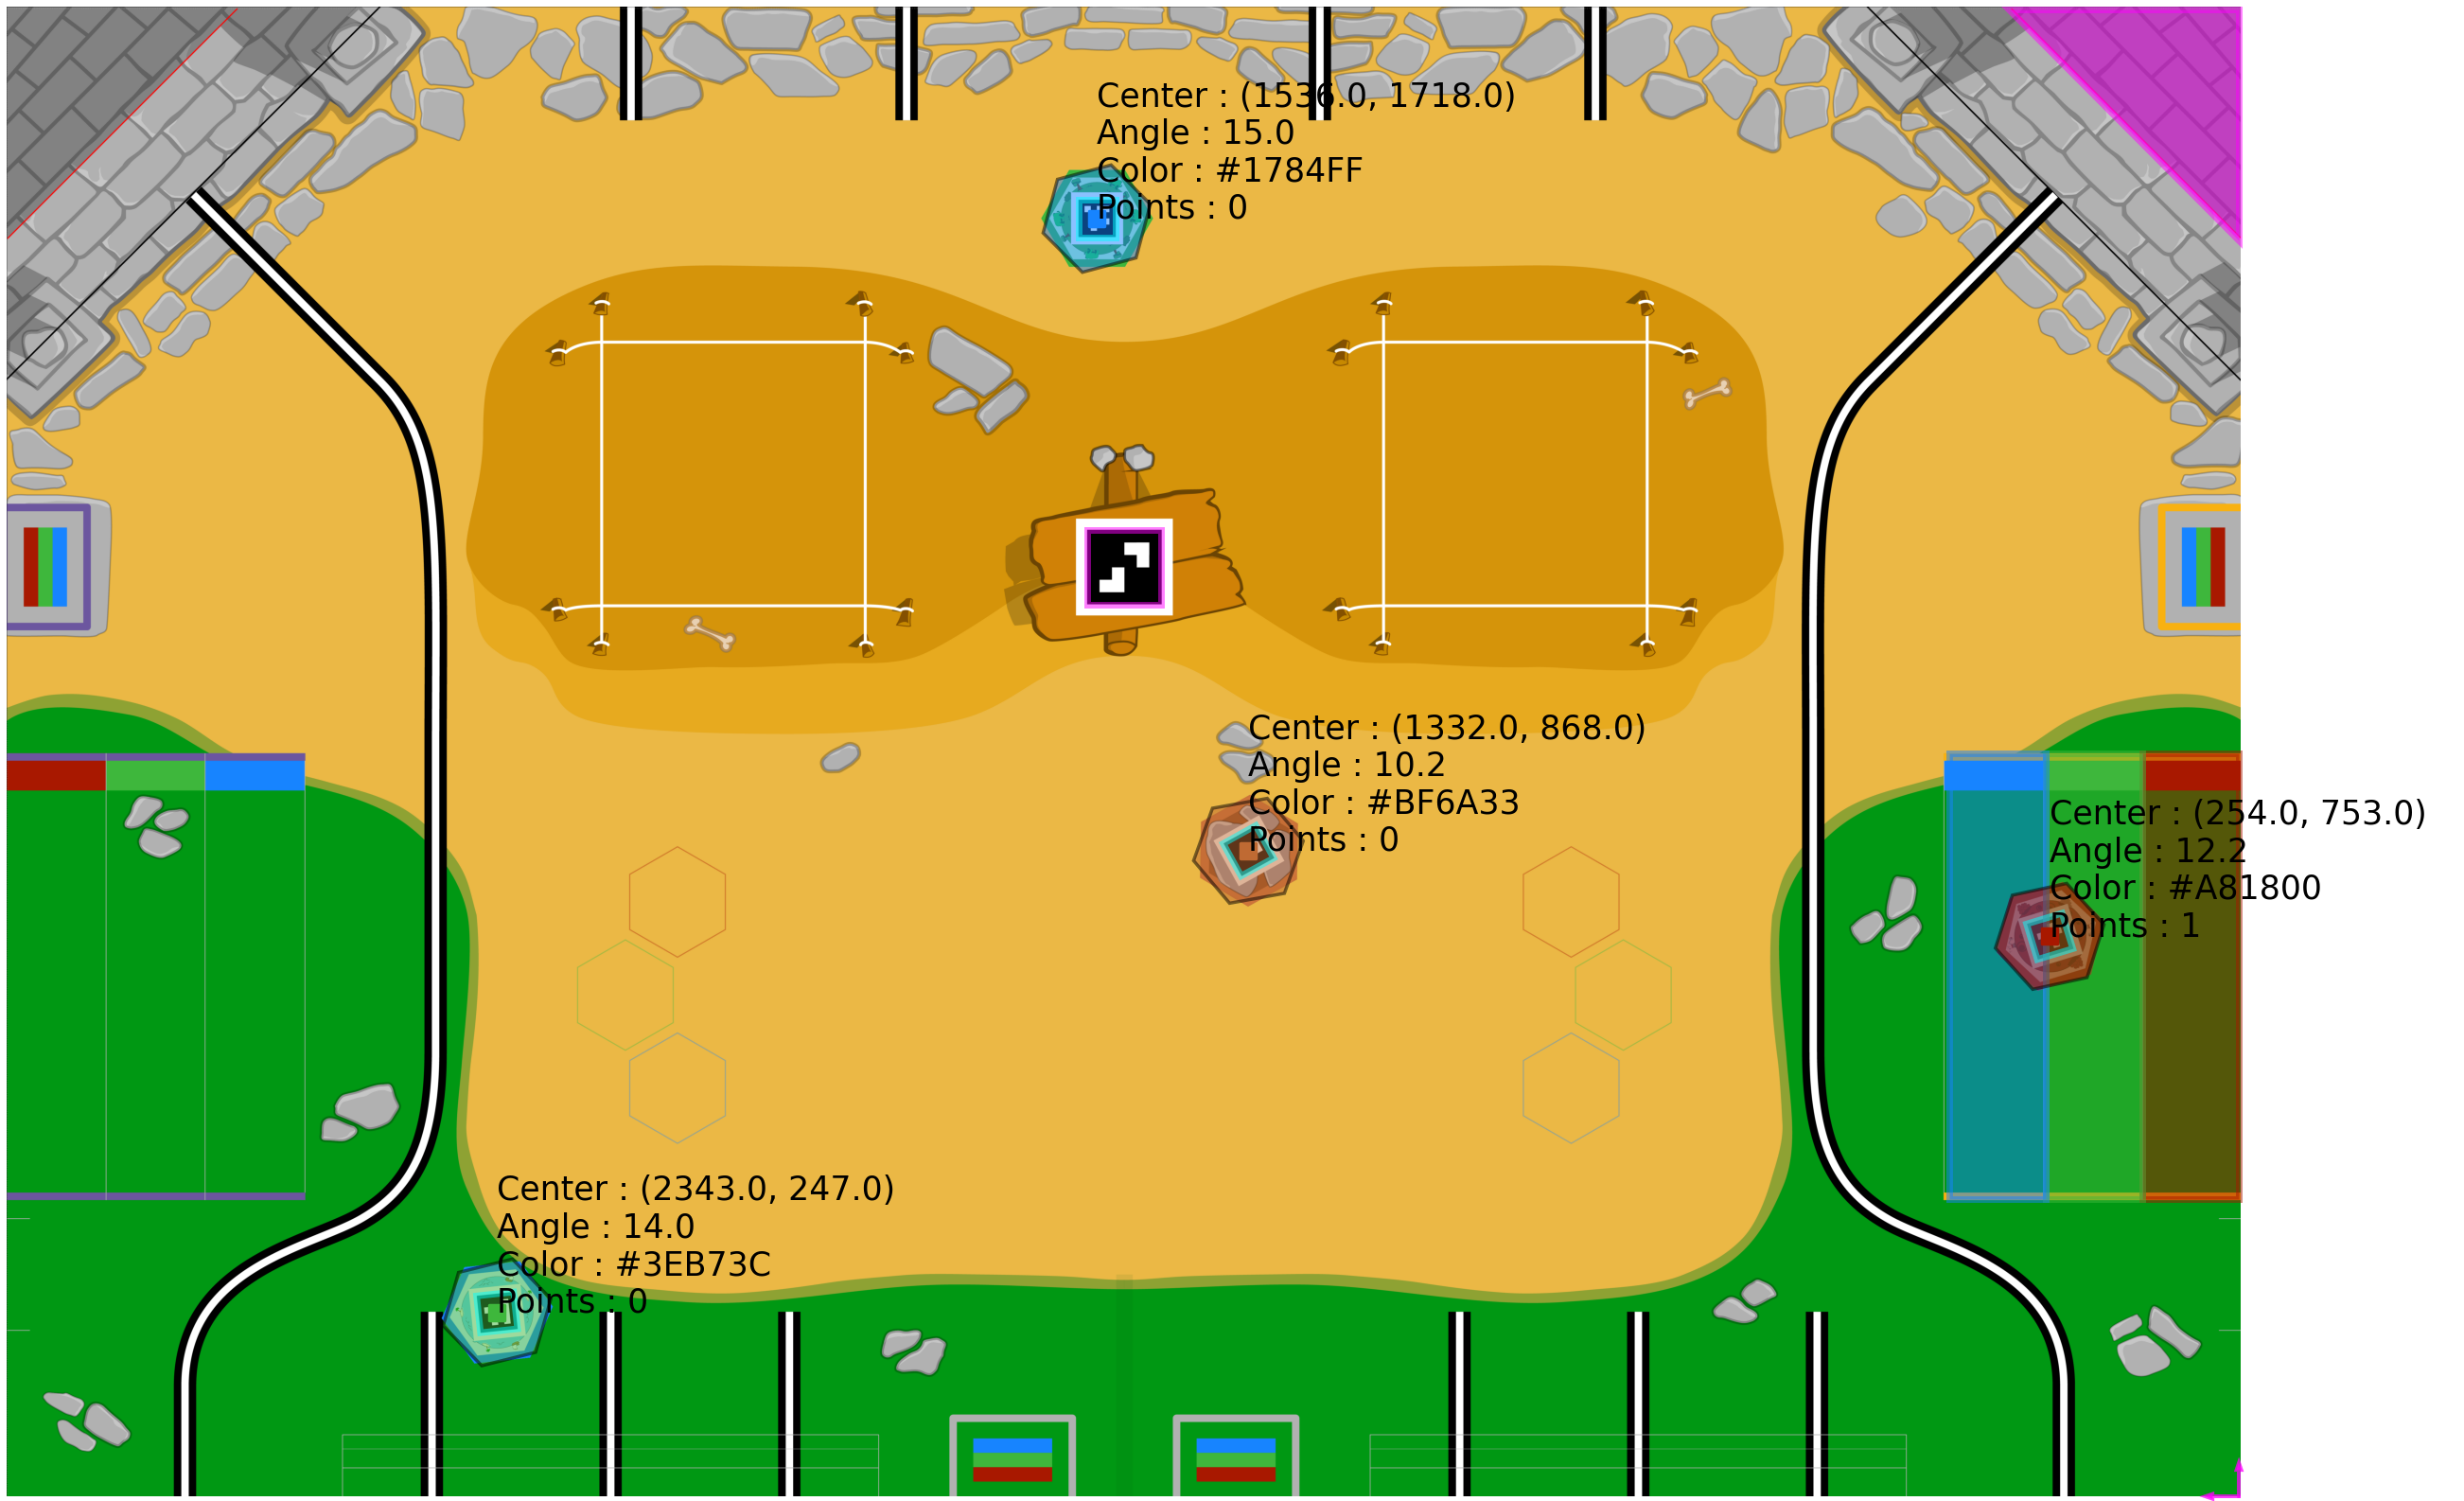 Center : (1536.0, 1718.0)
Angle : 15.0
Color : #1784FF
Points : 0
Center : (1332.0, 868.0)
Angle : 10.2
Color : #BF6A33
Points : 0
Center : (254.0, 753.0)
Angle : 12.2
Color : #A81800
Points : 1
Center : (2343.0, 247.0)
Angle : 14.0
Color : #3EB73C
Points : 0